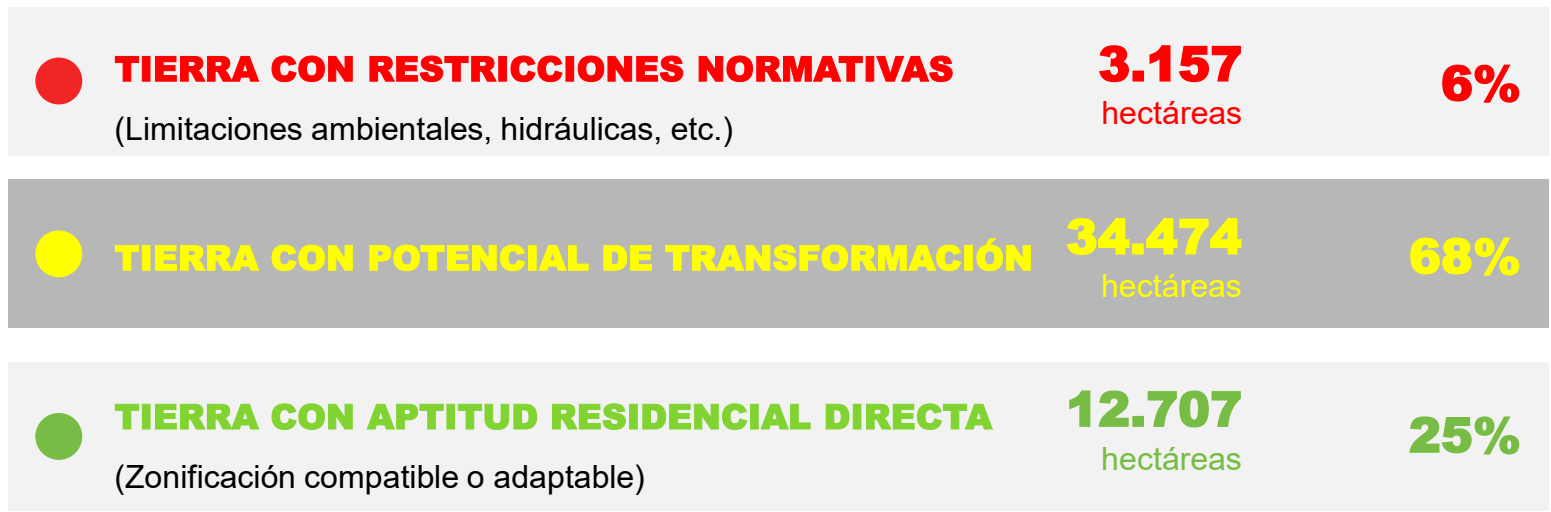 TIERRA CON RESTRICCIONES NORMATIVAS
(Limitaciones ambientales, hidráulicas, etc.)
3.157
hectáreas
6%
TIERRA CON POTENCIAL DE TRANSFORMACIÓN
34.474
hectáreas
68%
TIERRA CON APTITUD RESIDENCIAL DIRECTA
(Zonificación compatible o adaptable)
12.707
hectáreas
25%